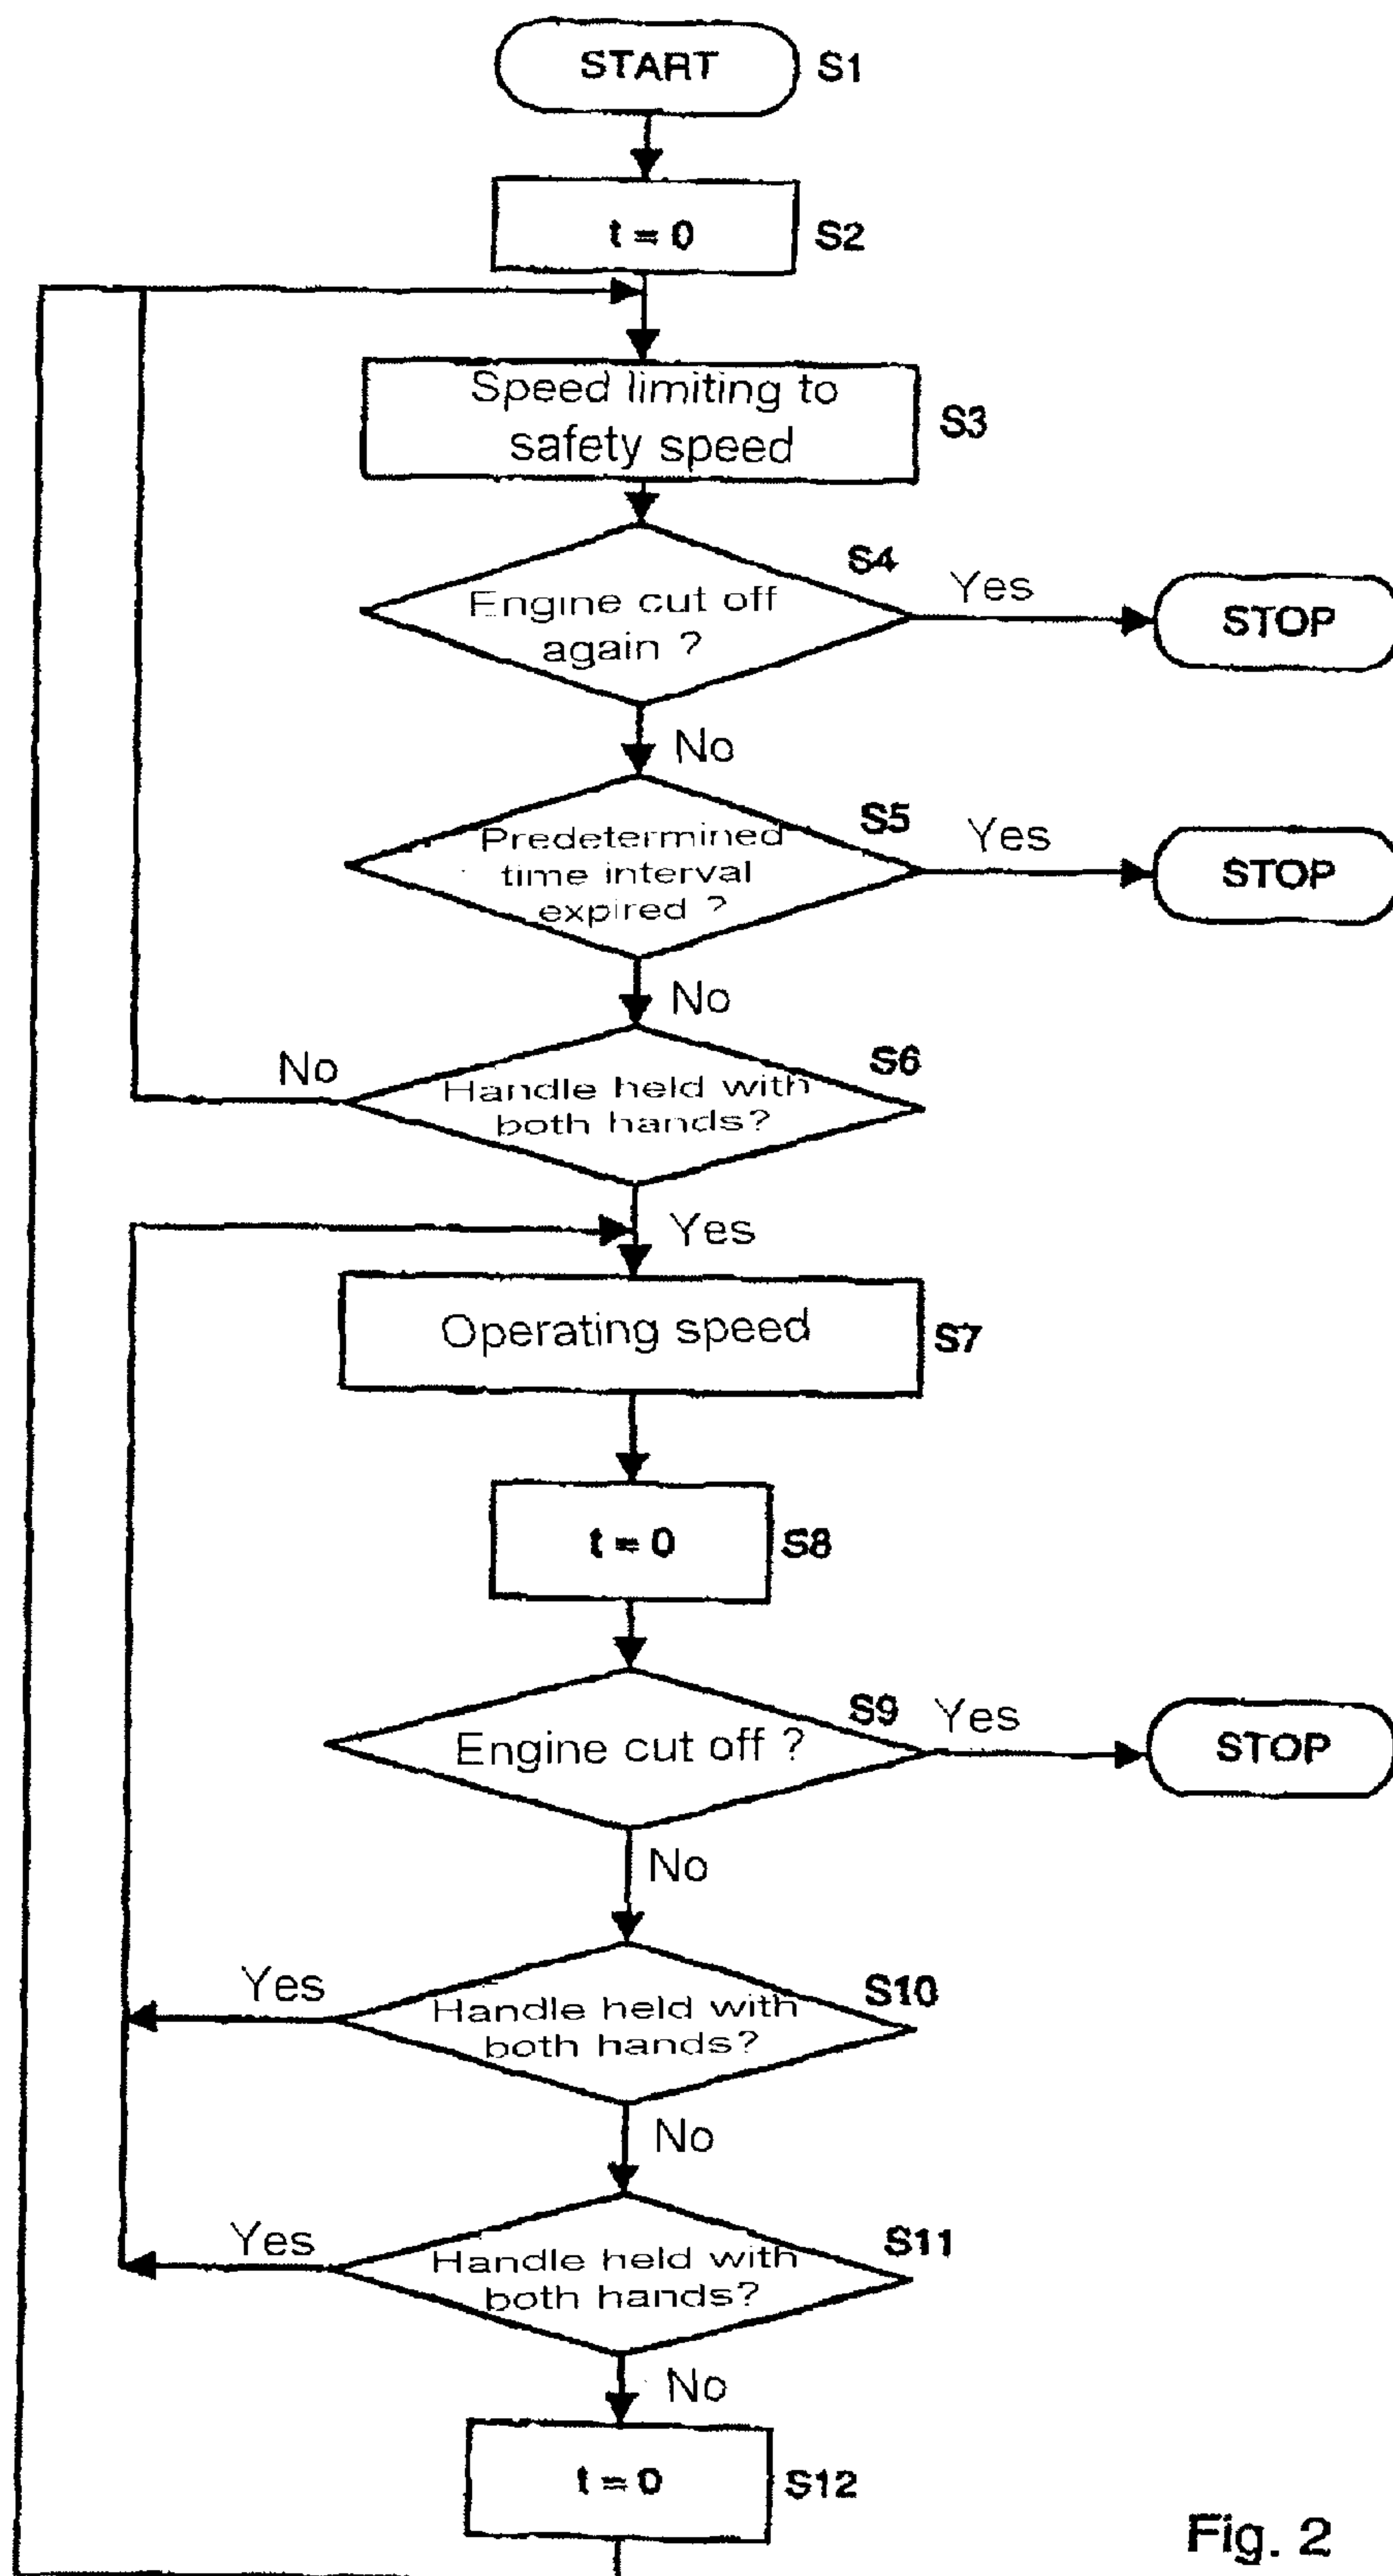 START
S1
t = 0
S2
Speed limiting to
safety speed
S3
S4
Engine cut off
again ?
Yes
STOP
No
S5
Predetermined
time interval
expired ?
Yes
STOP
No
S6
Handle held with
both hands?
No
Yes
Operating speed
S7
t = 0
S8
S9
Engine cut off ?
Yes
STOP
No
S10
Handle held with
both hands?
Yes
No
S11
Handle held with
both hands?
Yes
No
t = 0
S12
Fig. 2